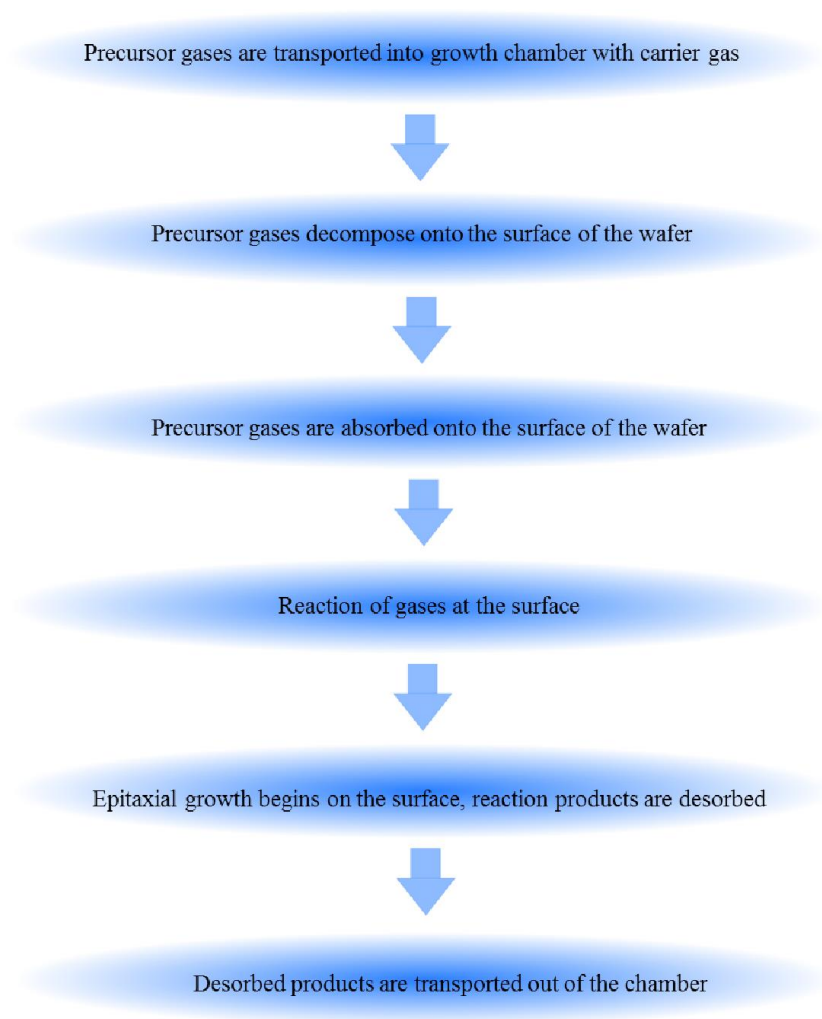 Precursor gases are transported into growth chamber with carrier gas
Precursor gases decompose onto the surface of the wafer
Precursor gases are absorbed onto the surface of the wafer
Reaction of gases at the surface
Epitaxial growth begins on the surface, reaction products are desorbed
Desorbed products are transported out of the chamber